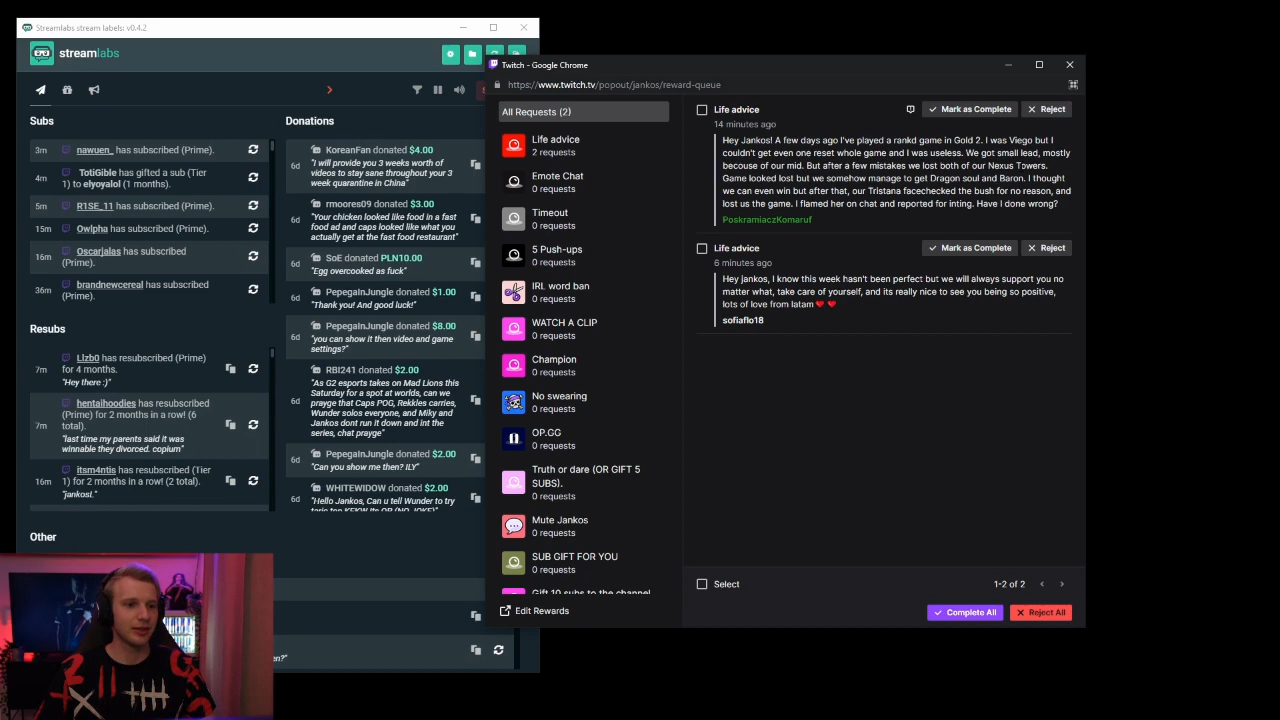 Streamlabs stream labels: v0.4.2
streamlabs
Subs
3m nawuen_ has subscribed (Prime).
4m TotiGible has gifted a sub (Tier
1) to elyoyalol (1 months).
5m R1SE_11 has subscribed (Prime).
15m Owlpha has subscribed (Prime).
16m Oscarjalas has subscribed
(Prime).
36m brandnewcereal has subscribed
(Prime).
Resubs
7m Llzb0 has resubscribed (Prime)
for 4 months.
"Hey there :)"
7m hentaihoodies has resubscribed
(Prime) for 2 months in a row! (6
total).
"last time my parents said it was
winnable they divorced. copium"
16m itsm4ntis has resubscribed (Tier
1) for 2 months in a row! (2 total).
"jankosl."
Other
Donations
6d KoreanFan donated $4.00
"I will provide you 3 weeks worth of
videos to stay sane throughout your 3
week quarantine in China"
6d rmoores09 donated $3.00
"Your chicken looked like food in a fast
food ad and caps looked like what you
actually get at the fast food restaurant"
6d SoE donated PLN10.00
"Egg overcooked as fuck"
6d PepegaInJungle donated $1.00
"Thank you! And good luck!"
6d PepegaInJungle donated $8.00
"you can show it then video and game
settings?"
6d RBI241 donated $2.00
"As G2 esports takes on Mad Lions this
Saturday for a spot at worlds, can we
prayge that Caps POG, Rekkles carries,
Wunder solos everyone, and Miky and
Jankos dont run it down and int the
series, chat prayge"
6d PepegaInJungle donated $2.00
"Can you show me then? ILY"
6d WHITEWIDOW donated $2.00
"Hello Jankos, Can u tell Wunder to try
en?"
Twitch - Google Chrome
https://www.twitch.tv/popout/jankos/reward-queue
All Requests (2)
Life advice
2 requests
Emote Chat
0 requests
Timeout
0 requests
5 Push-ups
0 requests
IRL word ban
0 requests
WATCH A CLIP
0 requests
Champion
0 requests
No swearing
0 requests
OP.GG
0 requests
Truth or dare (OR GIFT 5
SUBS).
0 requests
Mute Jankos
0 requests
SUB GIFT FOR YOU
0 requests
Gift 10 subs to the channel
Edit Rewards
Life advice Mark as Complete Reject
14 minutes ago
Hey Jankos! A few days ago I've played a rankd game in Gold 2. I was Viego but I
couldn't get even one reset whole game and I was useless. We got small lead, mostly
because of our mid. But after a few mistakes we lost both of our Nexus Towers.
Game looked lost but we somehow manage to get Dragon soul and Baron. I thought
we can even win but after that, our Tristana facechecked the bush for no reason, and
lost us the game. I flamed her on chat and reported for inting. Have I done wrong?
PoskramiaczKomaruf
Life advice Mark as Complete Reject
6 minutes ago
Hey jankos, I know this week hasn't been perfect but we will always support you no
matter what, take care of yourself, and its really nice to see you being so positive,
lots of love from latam ❤️ ❤️
sofiaflo18
Select 1-2 of 2
Complete All Reject All